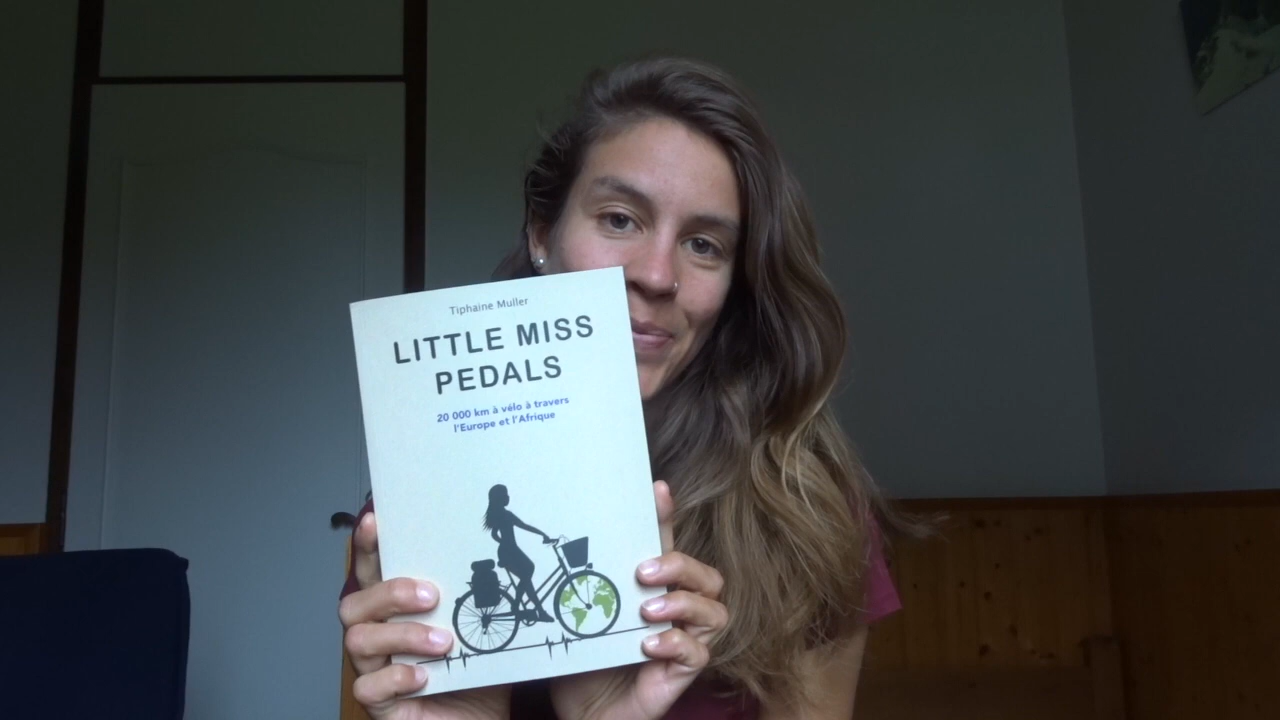 Tiphaine Muller
LITTLE MISS
PEDALS
20 000 km à vélo à travers
l'Europe et l'Afrique